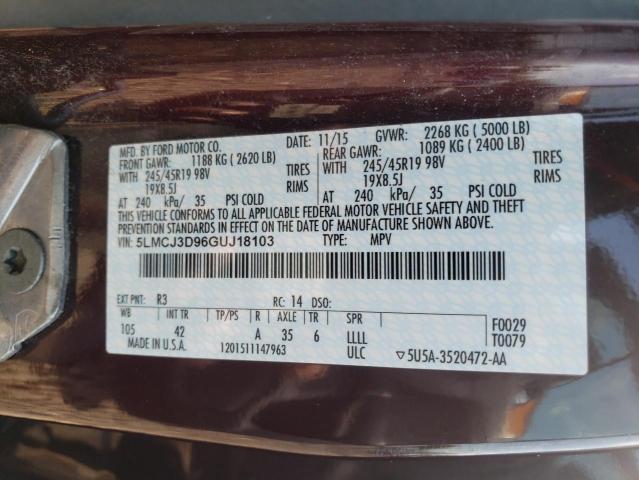 MFD. BY FORD MOTOR CO. 11/15 GVWR: 2268 KG ( 5000 LB)
FRONT GAWR: 1188 KG ( 2620 LB) REAR GAWR: 1089 KG ( 2400 LB)
WITH 245/45R19 98V TIRES WITH 245/45R19 98V TIRES
19X8.5J RIMS 19X8.5J RIMS
AT 240 kPa/ 35 PSI COLD AT 240 kPa/ 35 PSI COLD
THIS VEHICLE CONFORMS TO ALL APPLICABLE FEDERAL MOTOR VEHICLE SAFETY AND THEFT
PREVENTION STANDARDS IN EFFECT ON THE DATE OF MANUFACTURE SHOWN ABOVE.
VIN: 5LMCJ3D96GUJ18103 TYPE: MPV
EXT PNT: R3 RC: 14 DSO:
WB INT TR TP/PS R AXLE TR SPR F0029
105 42 A 35 6 LLLL T0079
MADE IN U.S.A. 1201511147963 ULC ▽5U5A-3520472-AA